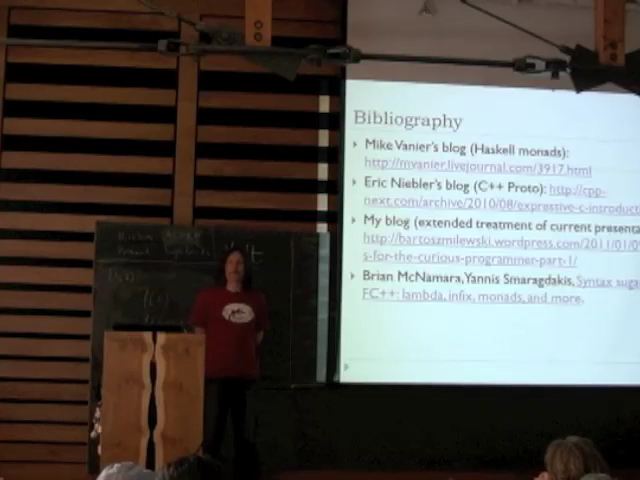 Bibliography
Mike Vanier's blog (Haskell monads):
http://mvanier.livejournal.com/3917.html
Eric Niebler's blog (C++ Proto): http://cpp-
next.com/archive/2010/08/expressive-c-introduct
My blog (extended treatment of current presenta
http://bartoszmilewski.wordpress.com/2011/01/0
s-for-the-curious-programmer-part-1/
Brian McNamara, Yannis Smaragdakis, Syntax suga
FC++: lambda, infix, monads, and more.